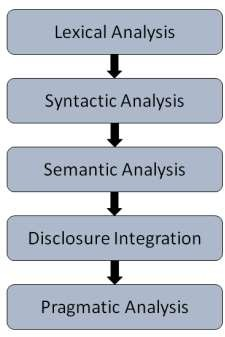 Lexical Analysis
Syntactic Analysis
Semantic Analysis
Disclosure Integration
Pragmatic Analysis